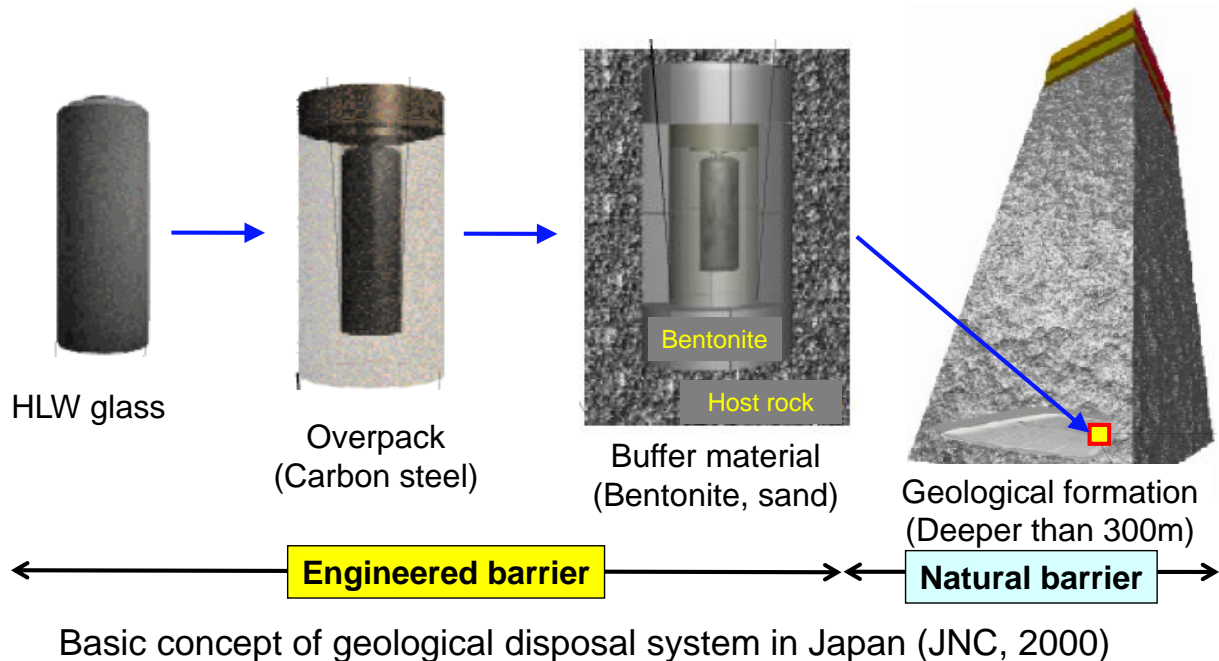 Bentonite
Host rock
HLW glass
Overpack
(Carbon steel)
Buffer material
(Bentonite, sand)
Geological formation
(Deeper than 300m)
Engineered barrier
Natural barrier
Basic concept of geological disposal system in Japan (JNC, 2000)